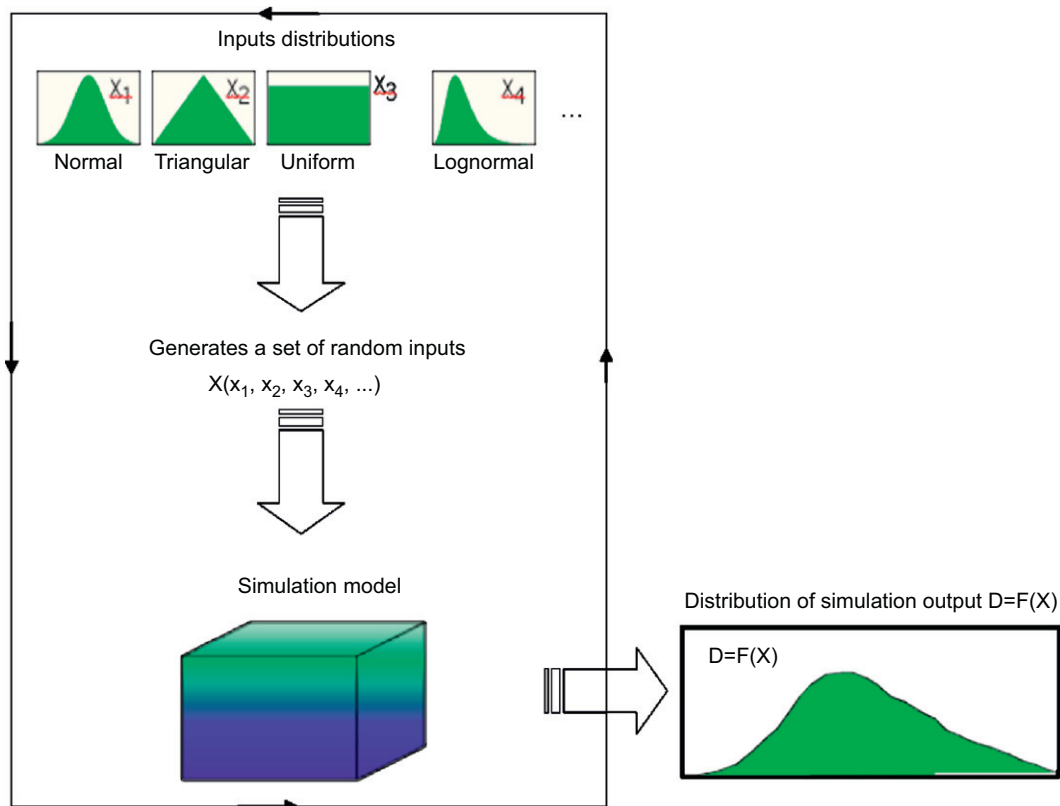 Inputs distributions
X1 X2 X3 X4 ...
Normal Triangular Uniform Lognormal
Generates a set of random inputs
X(x1, x2, x3, x4, ...)
Simulation model
Distribution of simulation output D=F(X)
D=F(X)